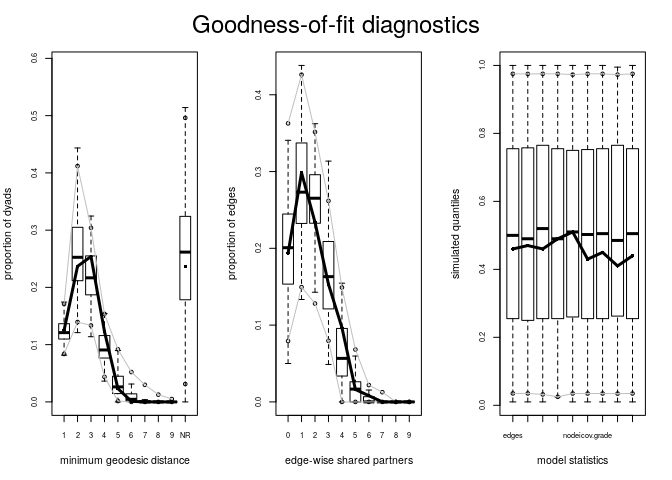 Goodness-of-fit diagnostics
proportion of dyads
0.0 0.1 0.2 0.3 0.4 0.5 0.6
1 2 3 4 5 6 7 8 9 NR
minimum geodesic distance
proportion of edges
0.0 0.1 0.2 0.3 0.4
0 1 2 3 4 5 6 7 8 9
edge-wise shared partners
simulated quantiles
0.0 0.2 0.4 0.6 0.8 1.0
edges nodeicov.grade
model statistics